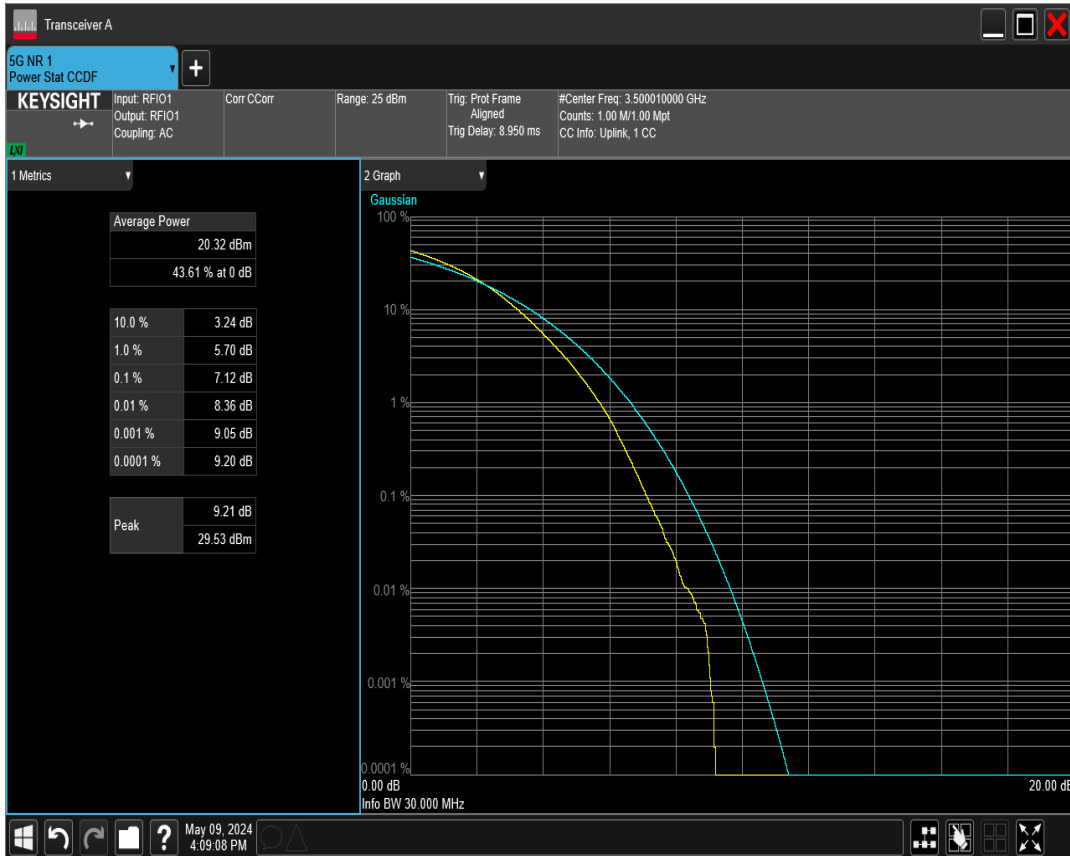 Transceiver A
5G NR 1
Power Stat CCDF
KEYSIGHT
LXI
Input: RFIO1
Output: RFIO1
Coupling: AC
Corr CCorr
Range: 25 dBm
Trig: Prot Frame
Aligned
Trig Delay: 8.950 ms
#Center Freq: 3.500010000 GHz
Counts: 1.00 M/1.00 Mpt
CC Info: Uplink, 1 CC
1 Metrics
Average Power
20.32 dBm
43.61 % at 0 dB
10.0 % 3.24 dB
1.0 % 5.70 dB
0.1 % 7.12 dB
0.01 % 8.36 dB
0.001 % 9.05 dB
0.0001 % 9.20 dB
Peak
9.21 dB
29.53 dBm
2 Graph
Gaussian
100 %
10 %
1 %
0.1 %
0.01 %
0.001 %
0.0001 %
0.00 dB 20.00 dB
Info BW 30.000 MHz
?
May 09, 2024
4:09:08 PM